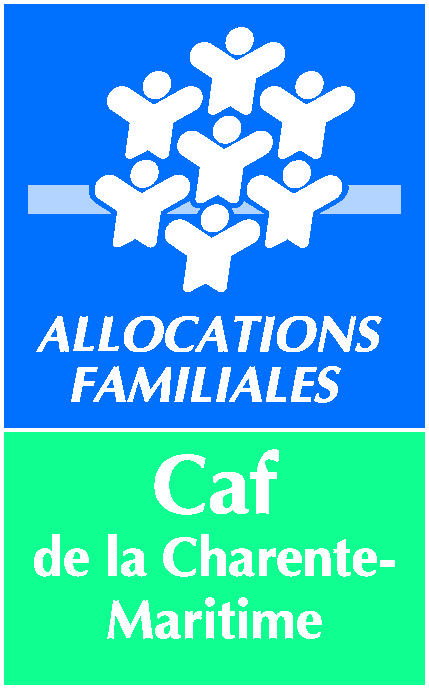 ALLOCATIONS
FAMILIALES
Caf
de la Charente-
Maritime